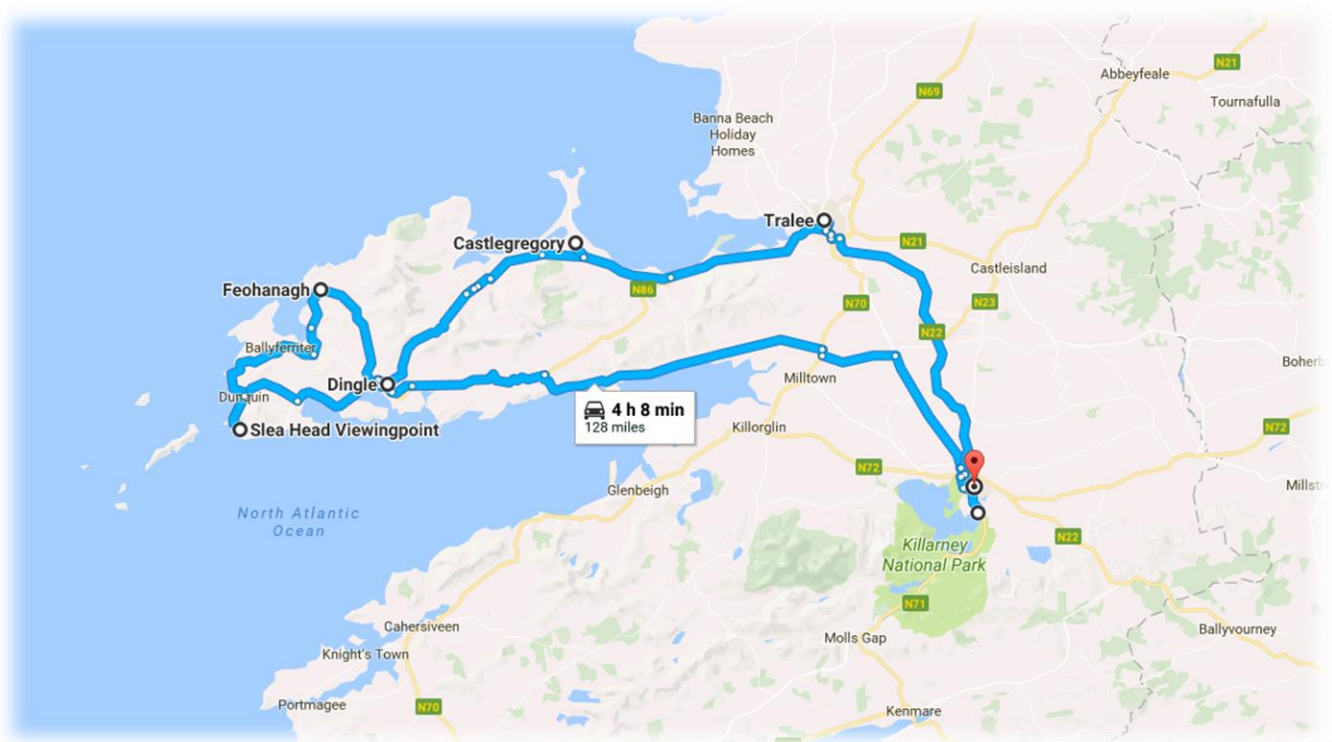 Abbeyfeale
N21
Tournafulla
N69
Banna Beach
Holiday
Homes
Tralee
Castlegregory
N21
Castleisland
Feohanagh
N86
N70
N23
N22
Ballyferriter
Dingle
Milltown
Dunquin
4 h 8 min
128 miles
Slea Head Viewingpoint
Killorglin
N72
N72
Glenbeigh
North Atlantic
Ocean
Killarney
National Park
N22
N71
Cahersiveen
Ballyvourney
Molls Gap
Knight's Town
Portmagee
N70
Kenmare